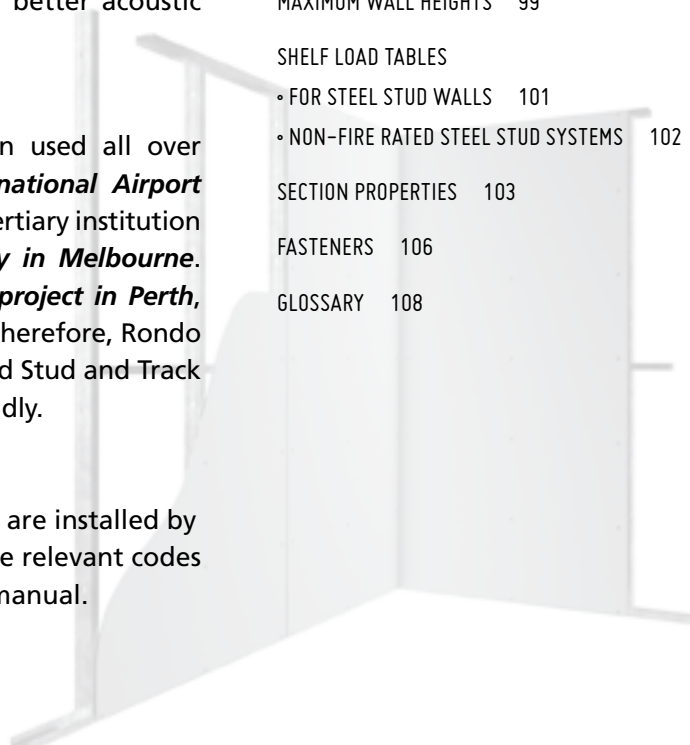 better acoustic
n used all over
national Airport
ertiary institution
y in Melbourne.
project in Perth,
herefore, Rondo
d Stud and Track
dly.
are installed by
e relevant codes
manual.
MAXIMUM WALL HEIGHTS 99
SHELF LOAD TABLES
• FOR STEEL STUD WALLS 101
• NON-FIRE RATED STEEL STUD SYSTEMS 102
SECTION PROPERTIES 103
FASTENERS 106
GLOSSARY 108